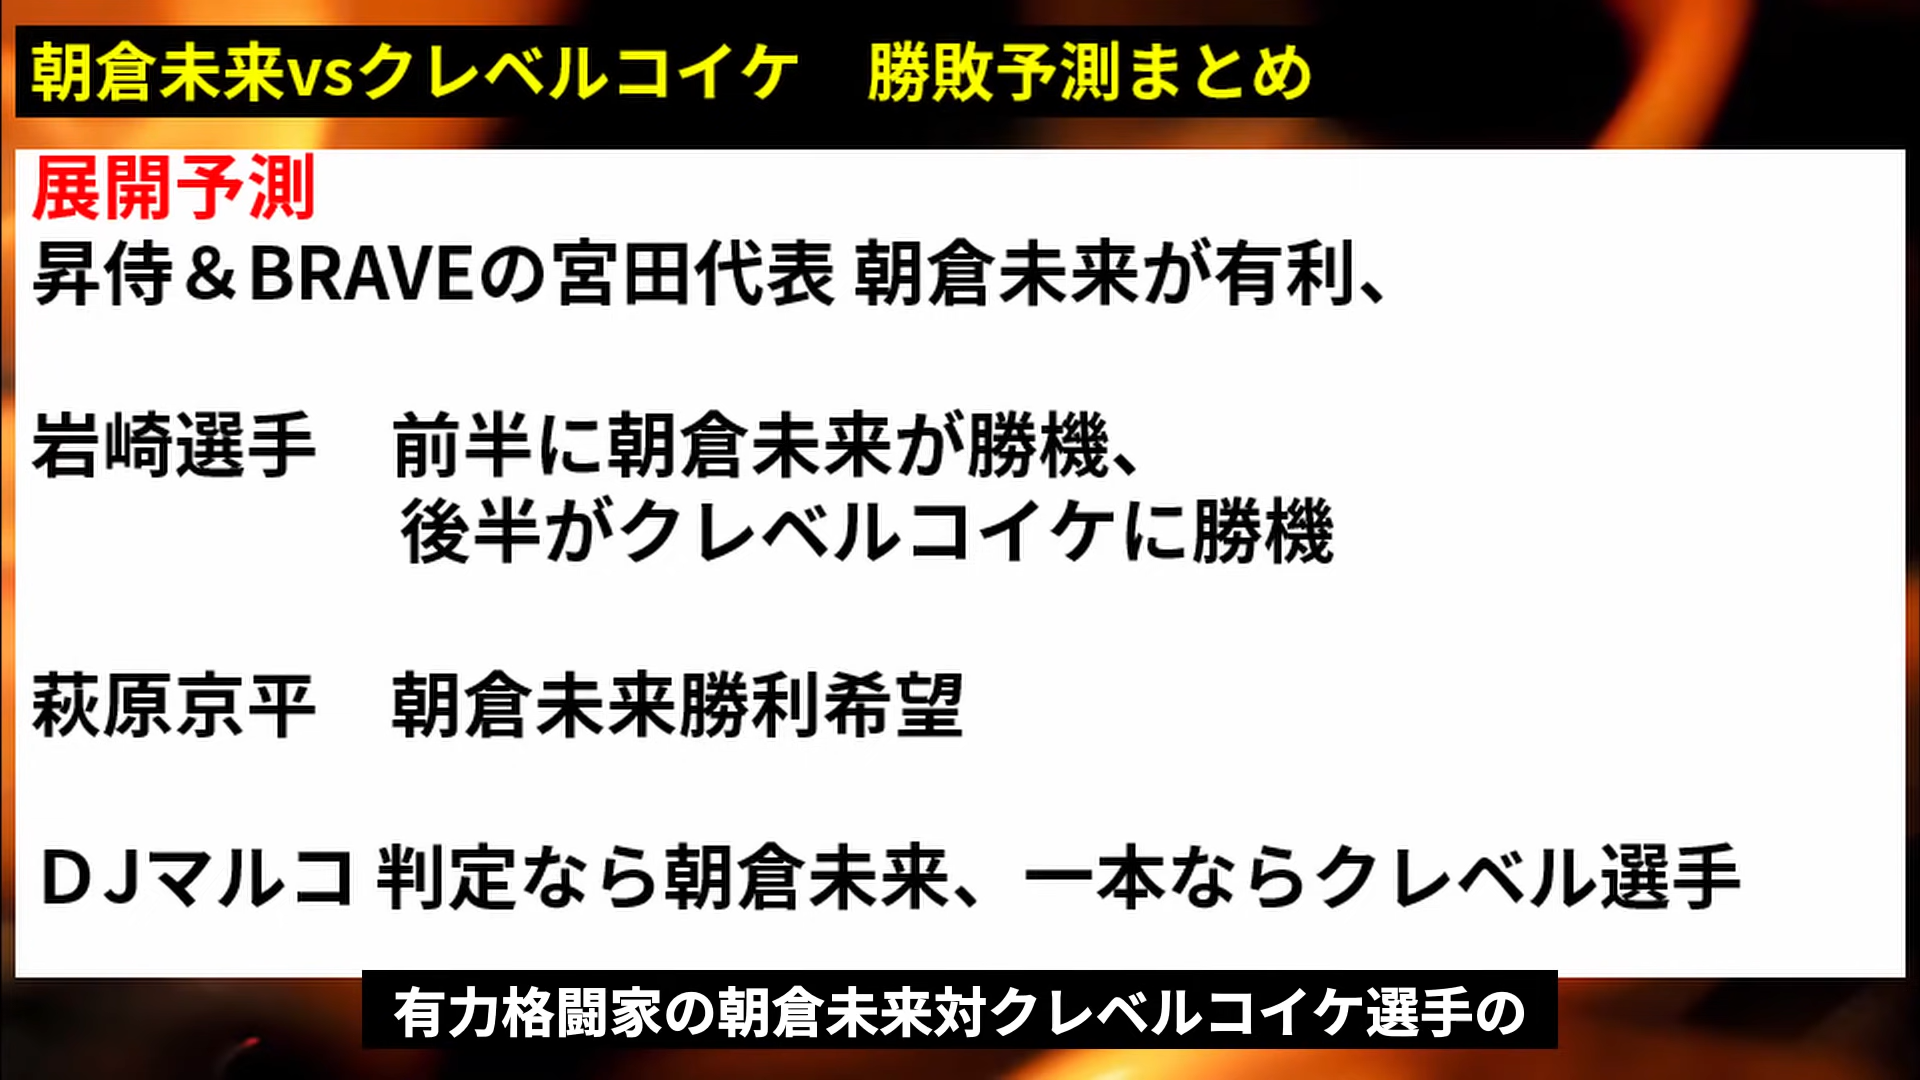 朝倉未来vsクレベルコイケ　勝敗予測まとめ
展開予測
昇侍＆BRAVEの宮田代表 朝倉未来が有利、
岩崎選手　前半に朝倉未来が勝機、
後半がクレベルコイケに勝機
萩原京平　朝倉未来勝利希望
ＤJマルコ 判定なら朝倉未来、一本ならクレベル選手
有力格闘家の朝倉未来対クレベルコイケ選手の